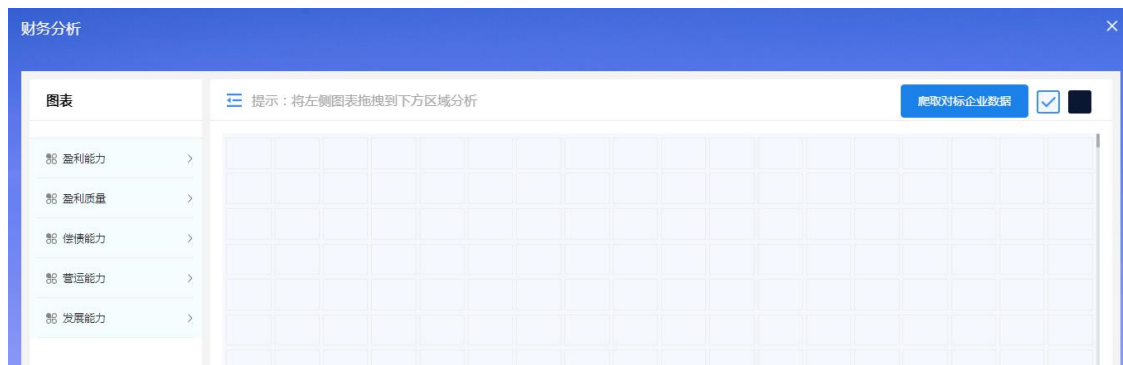 财务分析
图表
提示：将左侧图表拖拽到下方区域分析
爬取对标企业数据
盈利能力
盈利质量
偿债能力
营运能力
发展能力